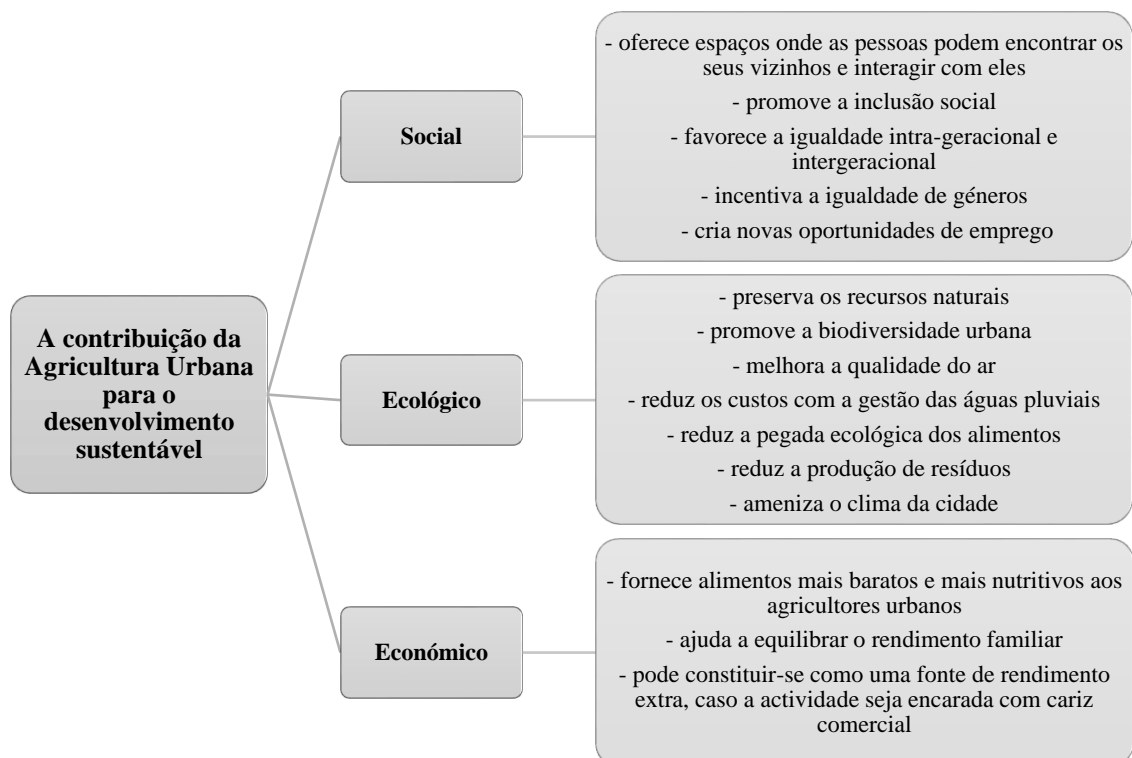 A contribuição da
Agricultura Urbana
para o
desenvolvimento
sustentável
Social
- oferece espaços onde as pessoas podem encontrar os
seus vizinhos e interagir com eles
- promove a inclusão social
- favorece a igualdade intra-geracional e
intergeracional
- incentiva a igualdade de géneros
- cria novas oportunidades de emprego
Ecológico
- preserva os recursos naturais
- promove a biodiversidade urbana
- melhora a qualidade do ar
- reduz os custos com a gestão das águas pluviais
- reduz a pegada ecológica dos alimentos
- reduz a produção de resíduos
- ameniza o clima da cidade
Económico
- fornece alimentos mais baratos e mais nutritivos aos
agricultores urbanos
- ajuda a equilibrar o rendimento familiar
- pode constituir-se como uma fonte de rendimento
extra, caso a actividade seja encarada com cariz
comercial